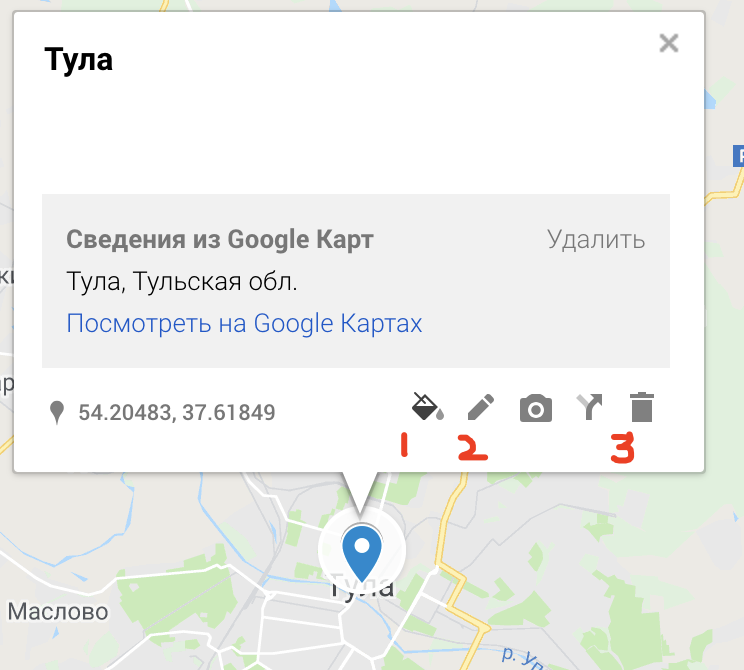 Тула
Сведения из Google Карт
Удалить
Тула, Тульская обл.
Посмотреть на Google Картах
54.20483, 37.61849
1 2 3
Тула
Маслово